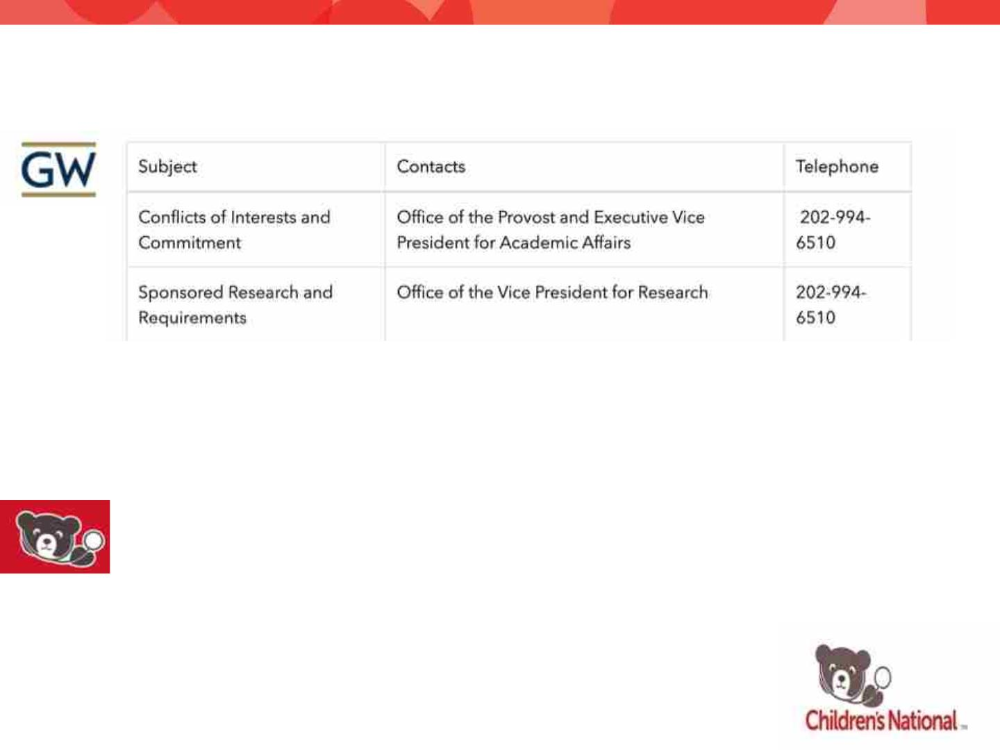 GW
Subject Contacts Telephone
Conflicts of Interests and Office of the Provost and Executive Vice 202-994-
Commitment President for Academic Affairs 6510
Sponsored Research and Office of the Vice President for Research 202-994-
Requirements 6510
Children's National ™